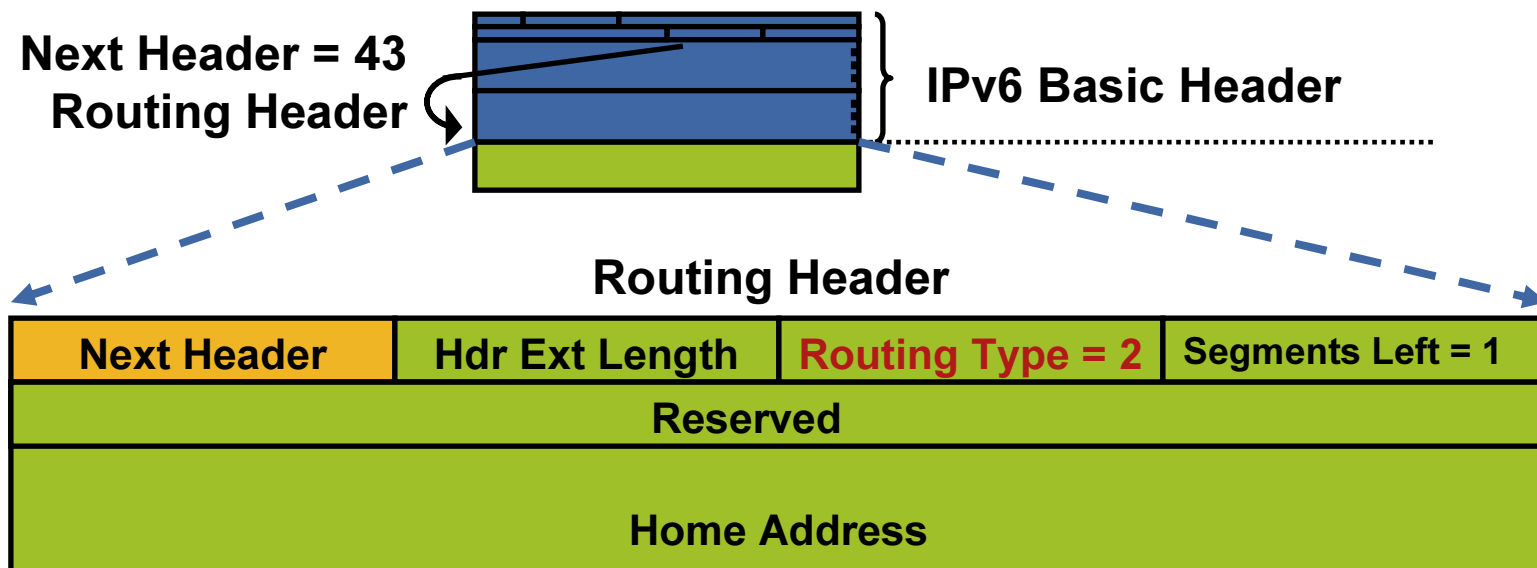 Next Header = 43
Routing Header
IPv6 Basic Header
Routing Header
Next Header
Hdr Ext Length
Routing Type = 2
Segments Left = 1
Reserved
Home Address